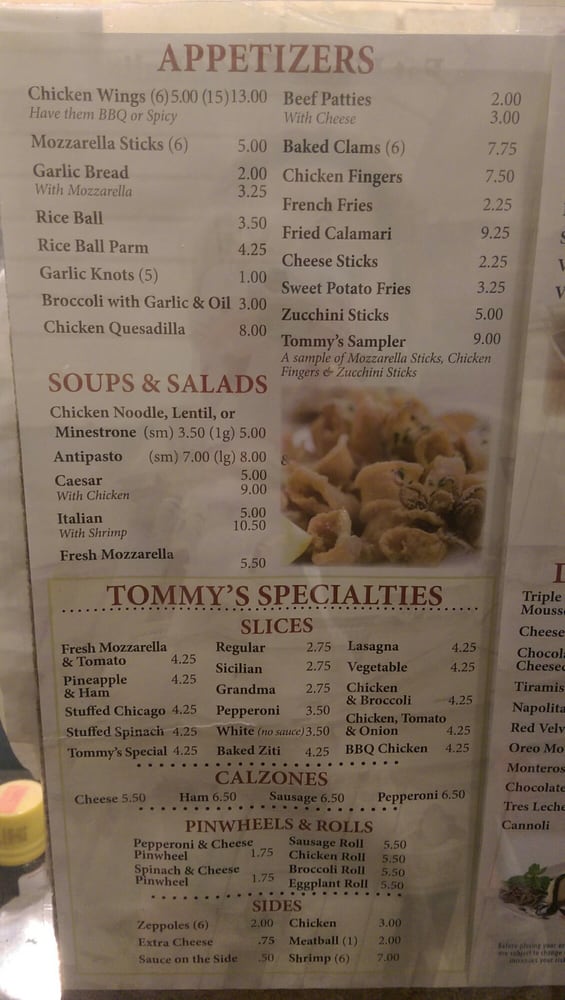 APPETIZERS
Chicken Wings (6)5.00 (15)13.00
Have them BBQ or Spicy
Mozzarella Sticks (6) 5.00
Garlic Bread 2.00
With Mozzarella 3.25
Rice Ball 3.50
Rice Ball Parm 4.25
Garlic Knots (5) 1.00
Broccoli with Garlic & Oil 3.00
Chicken Quesadilla 8.00
Beef Patties 2.00
With Cheese 3.00
Baked Clams (6) 7.75
Chicken Fingers 7.50
French Fries 2.25
Fried Calamari 9.25
Cheese Sticks 2.25
Sweet Potato Fries 3.25
Zucchini Sticks 5.00
Tommy's Sampler 9.00
A sample of Mozzarella Sticks, Chicken
Fingers & Zucchini Sticks
SOUPS & SALADS
Chicken Noodle, Lentil, or
Minestrone (sm) 3.50 (1g) 5.00
Antipasto (sm) 7.00 (lg) 8.00
Caesar 5.00
With Chicken 9.00
Italian 5.00
With Shrimp 10.50
Fresh Mozzarella 5.50
TOMMY'S SPECIALTIES
SLICES
Fresh Mozzarella
& Tomato 4.25
Pineapple 4.25
& Ham
Stuffed Chicago 4.25
Stuffed Spinach 4.25
Tommy's Special 4.25
Regular 2.75
Sicilian 2.75
Grandma 2.75
Pepperoni 3.50
White (no sauce) 3.50
Baked Ziti 4.25
Lasagna 4.25
Vegetable 4.25
Chicken
& Broccoli 4.25
Chicken, Tomato
& Onion 4.25
BBQ Chicken 4.25
CALZONES
Cheese 5.50 Ham 6.50 Sausage 6.50 Pepperoni 6.50
PINWHEELS & ROLLS
Pepperoni & Cheese
Pinwheel 1.75
Spinach & Cheese
Pinwheel 1.75
Sausage Roll 5.50
Chicken Roll 5.50
Broccoli Roll 5.50
Eggplant Roll 5.50
SIDES
Zeppoles (6) 2.00
Extra Cheese .75
Sauce on the Side .50
Chicken 3.00
Meatball (1) 2.00
Shrimp (6) 7.00
Triple
Mouss
Cheese
Chocol
Cheesec
Tiramis
Napolita
Red Velv
Oreo Mo
Monteros
Chocolate
Tres Leche
Cannoli
Before placing your
are subject to change